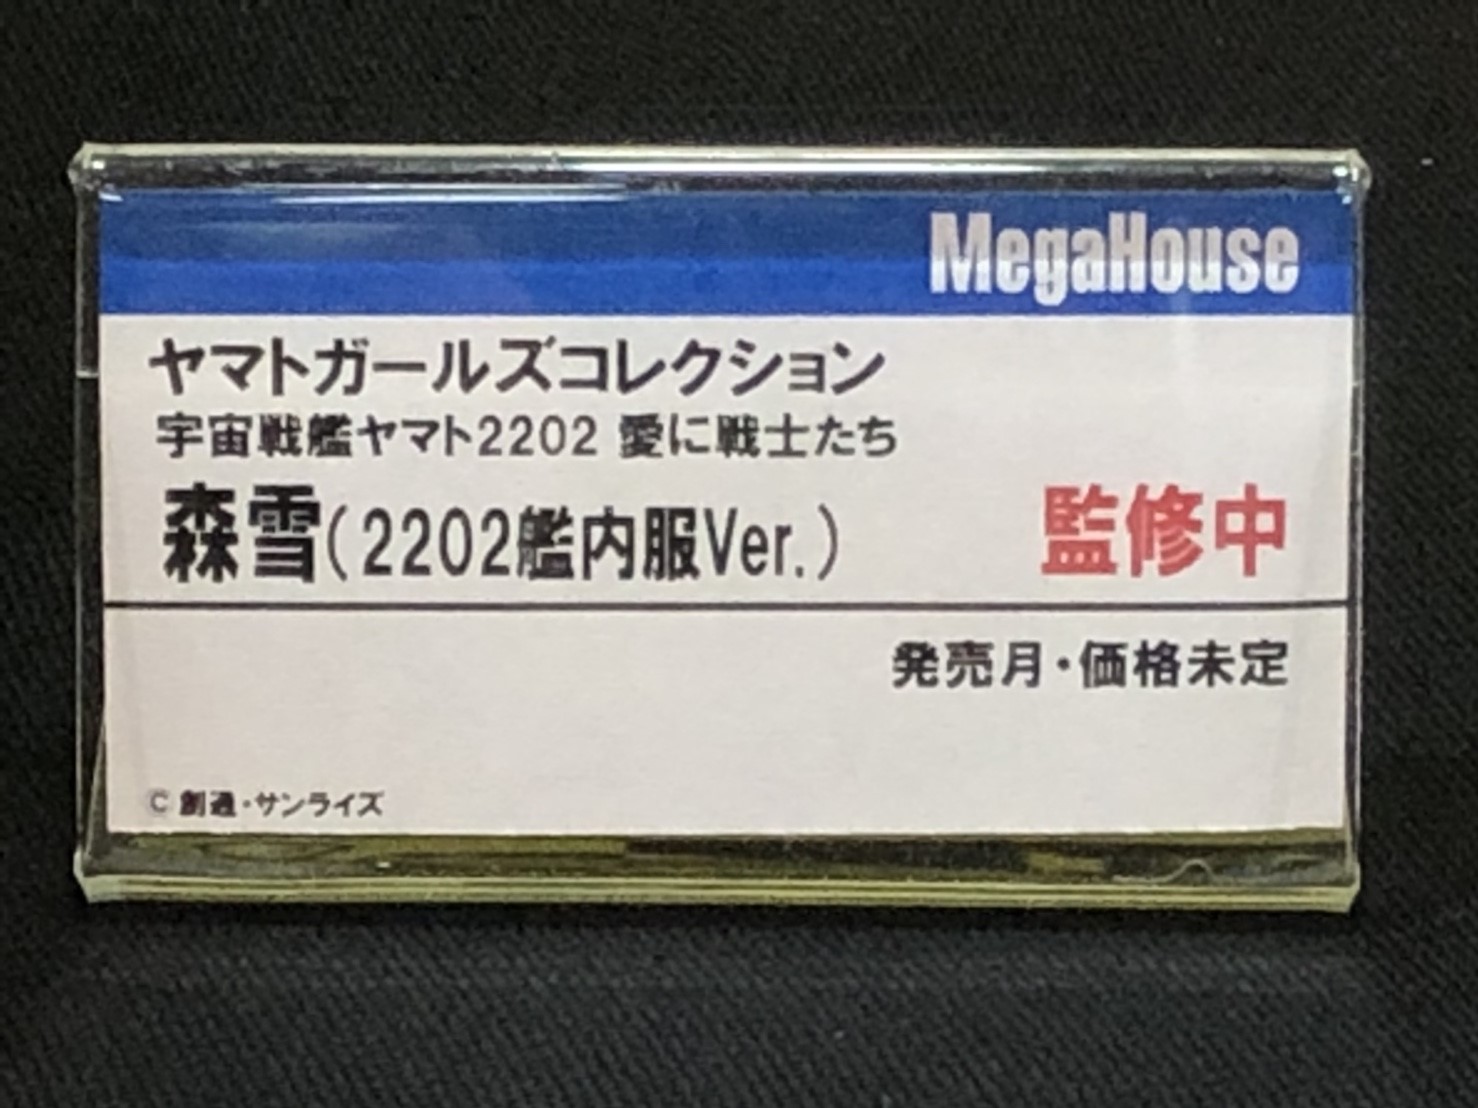 MegaHouse
ヤマトガールズコレクション
宇宙戦艦ヤマト2202 愛に戦士たち
森雪(2202艦内服Ver.)
監修中
発売月・価格未定
© 創通・サンライズ